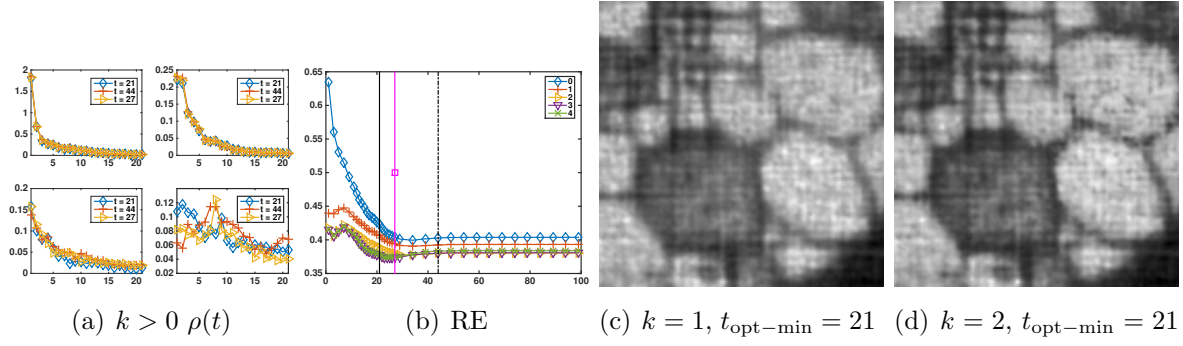 2
1.5
1
0.5
0
5 10 15 20
t = 21
t = 44
t = 27
0.25
0.2
0.15
0.1
0.05
0
5 10 15 20
t = 21
t = 44
t = 27
0.2
0.15
0.1
0.05
0
5 10 15 20
t = 21
t = 44
t = 27
0.12
0.1
0.08
0.06
0.04
0.02
5 10 15 20
t = 21
t = 44
t = 27
0.65
0.6
0.55
0.5
0.45
0.4
0.35
0 20 40 60 80 100
0
1
2
3
4
(a) k > 0 ρ(t)
(b) RE
(c) k = 1, t_opt−min = 21
(d) k = 2, t_opt−min = 21